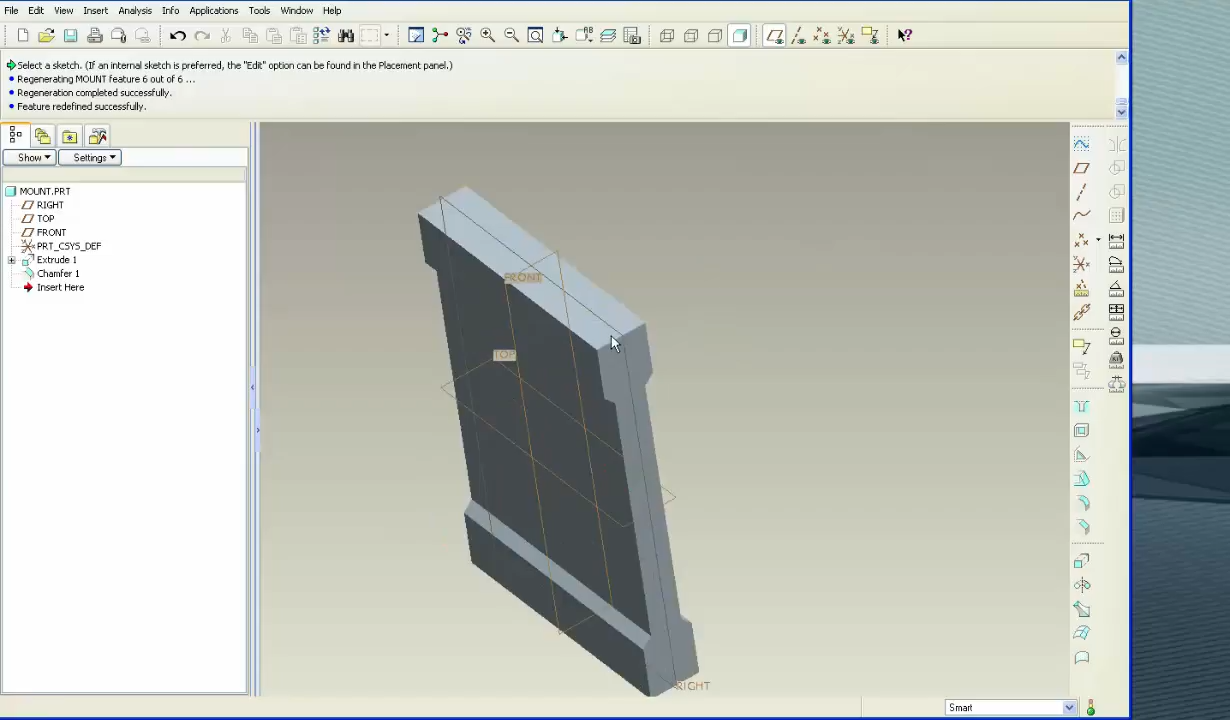 File Edit View Insert Analysis Info Applications Tools Window Help
Select a sketch. (If an internal sketch is preferred, the "Edit" option can be found in the Placement panel.)
Regenerating MOUNT feature 6 out of 6 ...
Regeneration completed successfully.
Feature redefined successfully.
Show Settings
MOUNT.PRT
RIGHT
TOP
FRONT
PRT_CSYS_DEF
Extrude 1
Chamfer 1
Insert Here
FRONT
TOP
RIGHT
Smart